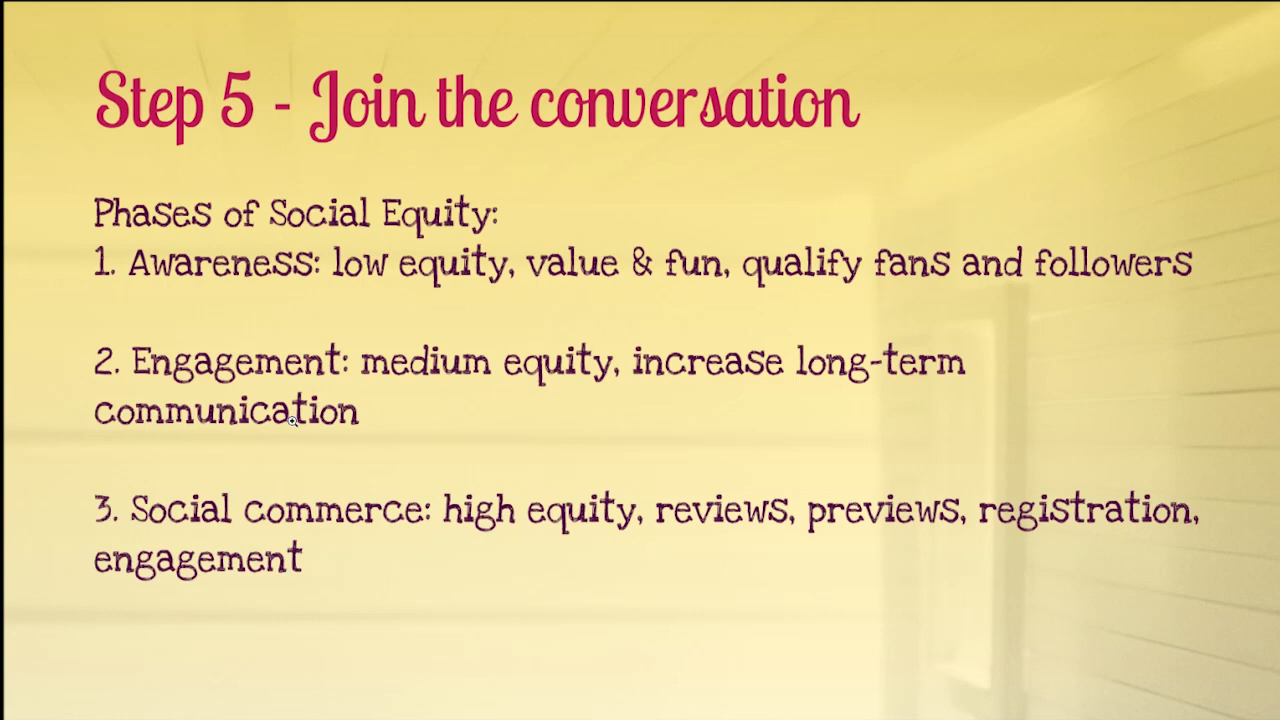 Step 5 - Join the conversation
Phases of Social Equity:
1. Awareness: low equity, value & fun, qualify fans and followers
2. Engagement: medium equity, increase long-term
communication
3. Social commerce: high equity, reviews, previews, registration,
engagement